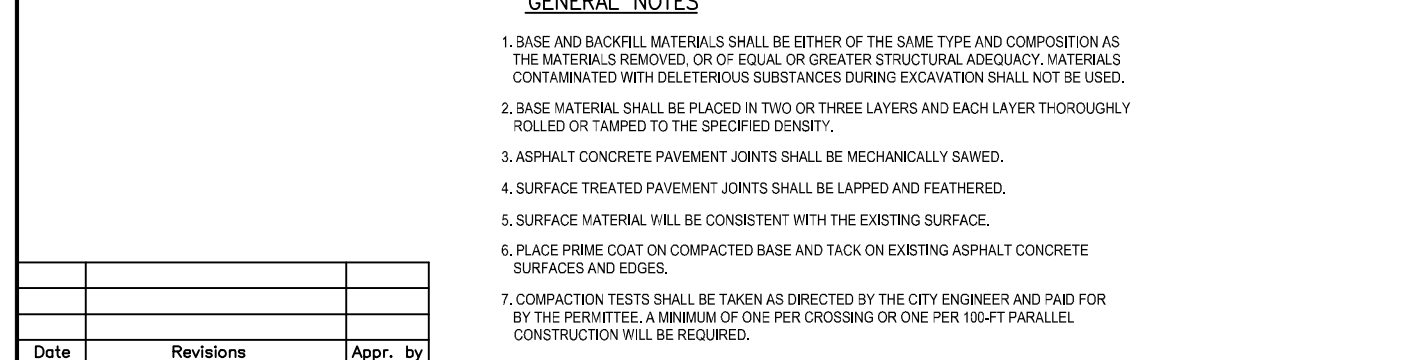 GENERAL NOTES
1. BASE AND BACKFILL MATERIALS SHALL BE EITHER OF THE SAME TYPE AND COMPOSITION AS
THE MATERIALS REMOVED, OR OF EQUAL OR GREATER STRUCTURAL ADEQUACY. MATERIALS
CONTAMINATED WITH DELETERIOUS SUBSTANCES DURING EXCAVATION SHALL NOT BE USED.
2. BASE MATERIAL SHALL BE PLACED IN TWO OR THREE LAYERS AND EACH LAYER THOROUGHLY
ROLLED OR TAMPED TO THE SPECIFIED DENSITY.
3. ASPHALT CONCRETE PAVEMENT JOINTS SHALL BE MECHANICALLY SAWED.
4. SURFACE TREATED PAVEMENT JOINTS SHALL BE LAPPED AND FEATHERED.
5. SURFACE MATERIAL WILL BE CONSISTENT WITH THE EXISTING SURFACE.
6. PLACE PRIME COAT ON COMPACTED BASE AND TACK ON EXISTING ASPHALT CONCRETE
SURFACES AND EDGES.
7. COMPACTION TESTS SHALL BE TAKEN AS DIRECTED BY THE CITY ENGINEER AND PAID FOR
BY THE PERMITTEE. A MINIMUM OF ONE PER CROSSING OR ONE PER 100-FT PARALLEL
CONSTRUCTION WILL BE REQUIRED.
Date Revisions Appr. by